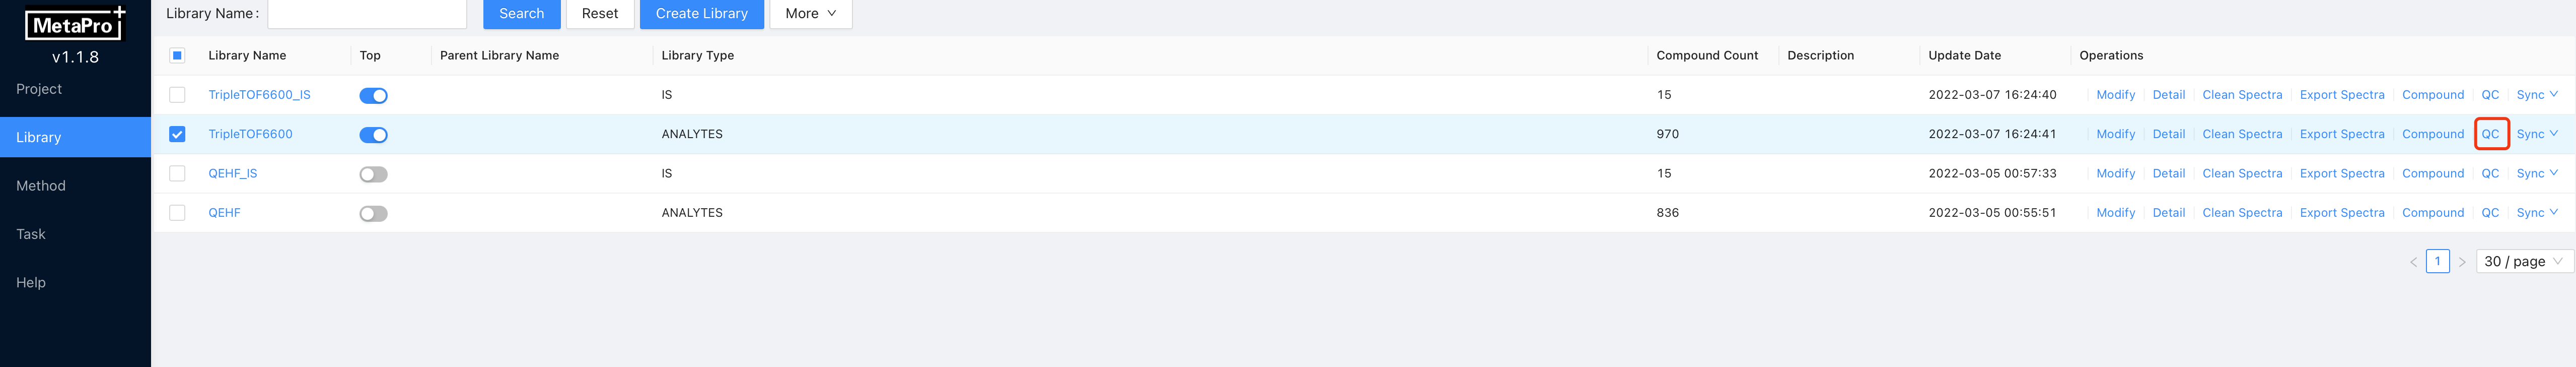 MetaPro+
v1.1.8
Project
Library
Method
Task
Help
Library Name: Search Reset Create Library More
Library Name Top Parent Library Name Library Type Compound Count Description Update Date Operations
TripleTOF6600_IS IS 15 2022-03-07 16:24:40 Modify Detail Clean Spectra Export Spectra Compound QC Sync
TripleTOF6600 ANALYTES 970 2022-03-07 16:24:41 Modify Detail Clean Spectra Export Spectra Compound QC Sync
QEHF_IS IS 15 2022-03-05 00:57:33 Modify Detail Clean Spectra Export Spectra Compound QC Sync
QEHF ANALYTES 836 2022-03-05 00:55:51 Modify Detail Clean Spectra Export Spectra Compound QC Sync
< 1 > 30 / page